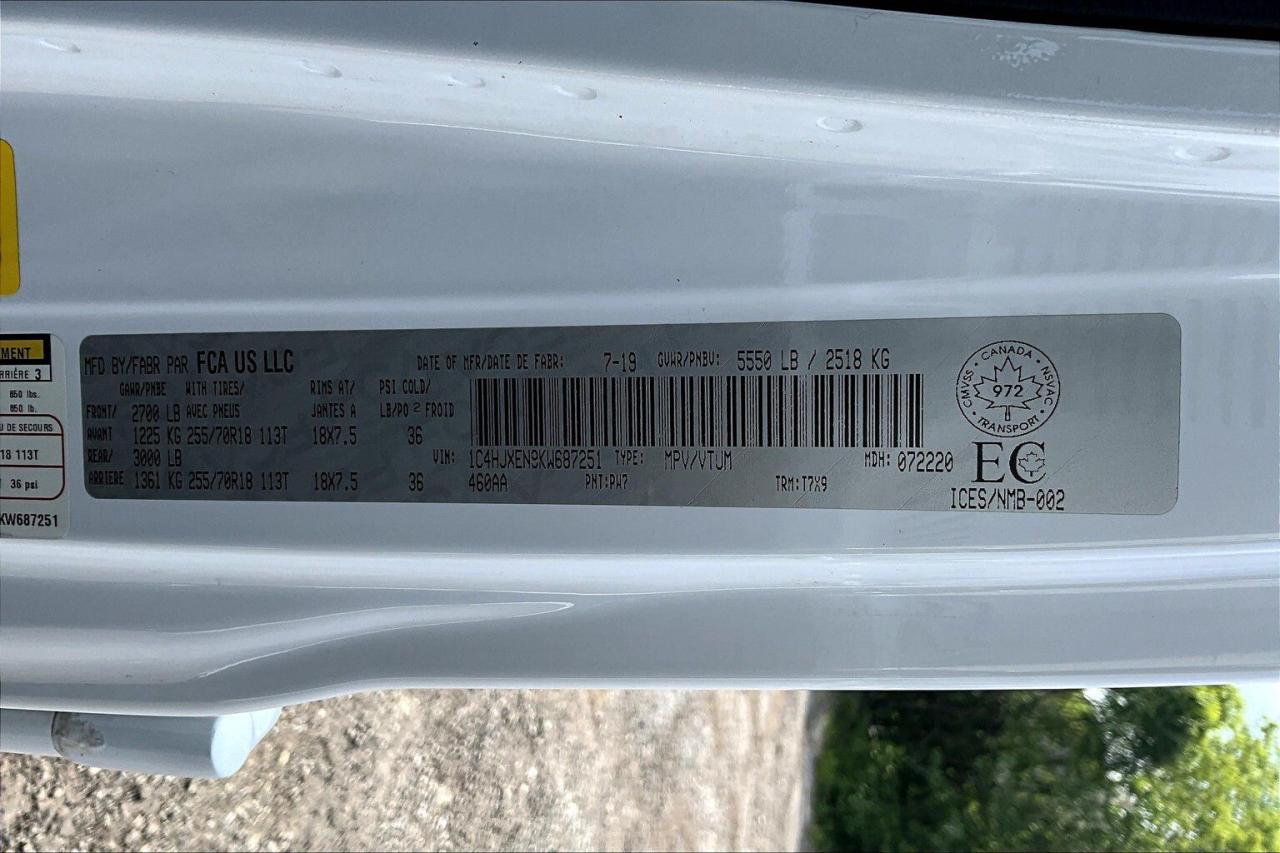 MENT
RRIÈRE 3
850 lbs.
850 lb.
U DE SECOURS
18 113T
36 psi
KW687251
MFD BY/FABR PAR FCA US LLC DATE OF MFR/DATE DE FABR: 7-19 GVWR/PNBV: 5550 LB / 2518 KG
GAWR/PNBE WITH TIRES/ RIMS AT/ PSI COLD/
FRONT/ 2700 LB AVEC PNEUS JANTES A LB/PO 2 FROID
AVANT 1225 KG 255/70R18 113T 18X7.5 36
REAR/ 3000 LB VIN: 1C4HJXEN9KW687251 TYPE: MPV/VTUM MDH: 072220
ARRIERE 1361 KG 255/70R18 113T 18X7.5 36 460AA PNT:PW7 TRM:T7X9
CANADA
CMVSS NSVAC
972
TRANSPORT
EC
ICES/NMB-002